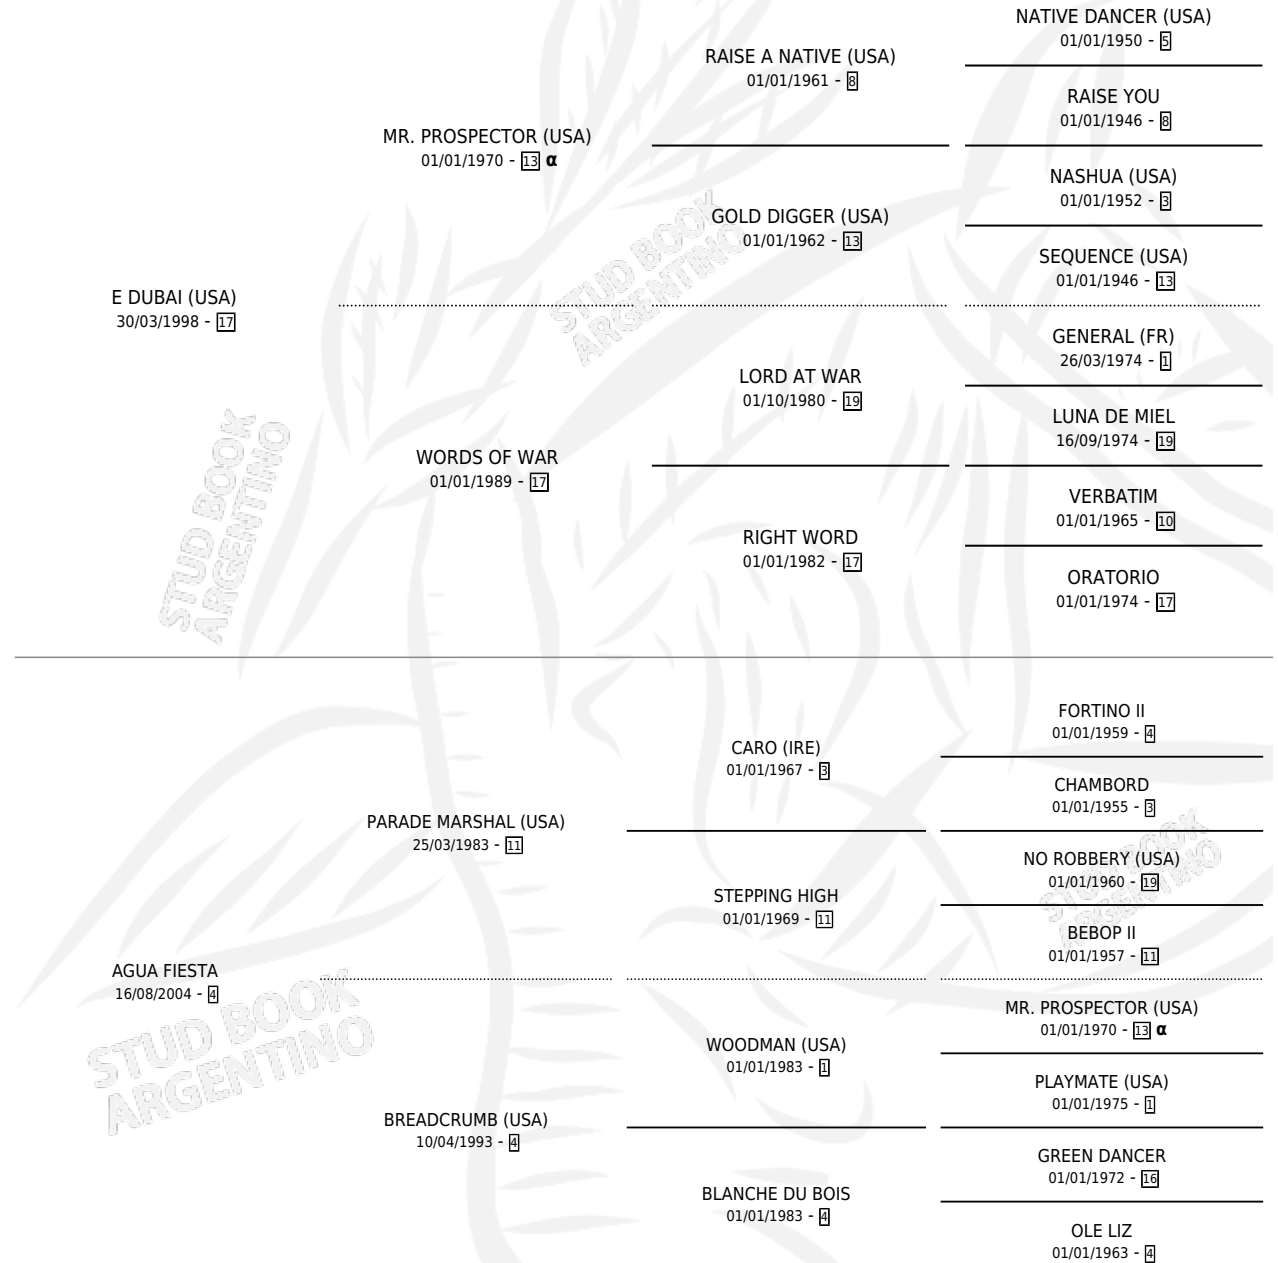 NATIVE DANCER (USA)
01/01/1950 - 5
RAISE A NATIVE (USA)
01/01/1961 - 8
RAISE YOU
01/01/1946 - 8
MR. PROSPECTOR (USA)
01/01/1970 - 13 α
NASHUA (USA)
01/01/1952 - 3
GOLD DIGGER (USA)
01/01/1962 - 13
SEQUENCE (USA)
01/01/1946 - 13
E DUBAI (USA)
30/03/1998 - 17
GENERAL (FR)
26/03/1974 - 1
LORD AT WAR
01/10/1980 - 19
LUNA DE MIEL
16/09/1974 - 19
WORDS OF WAR
01/01/1989 - 17
VERBATIM
01/01/1965 - 10
RIGHT WORD
01/01/1982 - 17
ORATORIO
01/01/1974 - 17
FORTINO II
01/01/1959 - 4
CARO (IRE)
01/01/1967 - 3
CHAMBORD
01/01/1955 - 3
PARADE MARSHAL (USA)
25/03/1983 - 11
NO ROBBERY (USA)
01/01/1960 - 19
STEPPING HIGH
01/01/1969 - 11
BEBOP II
01/01/1957 - 11
AGUA FIESTA
16/08/2004 - 4
MR. PROSPECTOR (USA)
01/01/1970 - 13 α
WOODMAN (USA)
01/01/1983 - 1
PLAYMATE (USA)
01/01/1975 - 1
BREADCRUMB (USA)
10/04/1993 - 4
GREEN DANCER
01/01/1972 - 16
BLANCHE DU BOIS
01/01/1983 - 4
OLE LIZ
01/01/1963 - 4
STUD BOOK
ARGENTINO
STUD BOOK
ARGENTINO
STUD BOOK
ARGENTINO
STUD BOOK
ARGENTINO